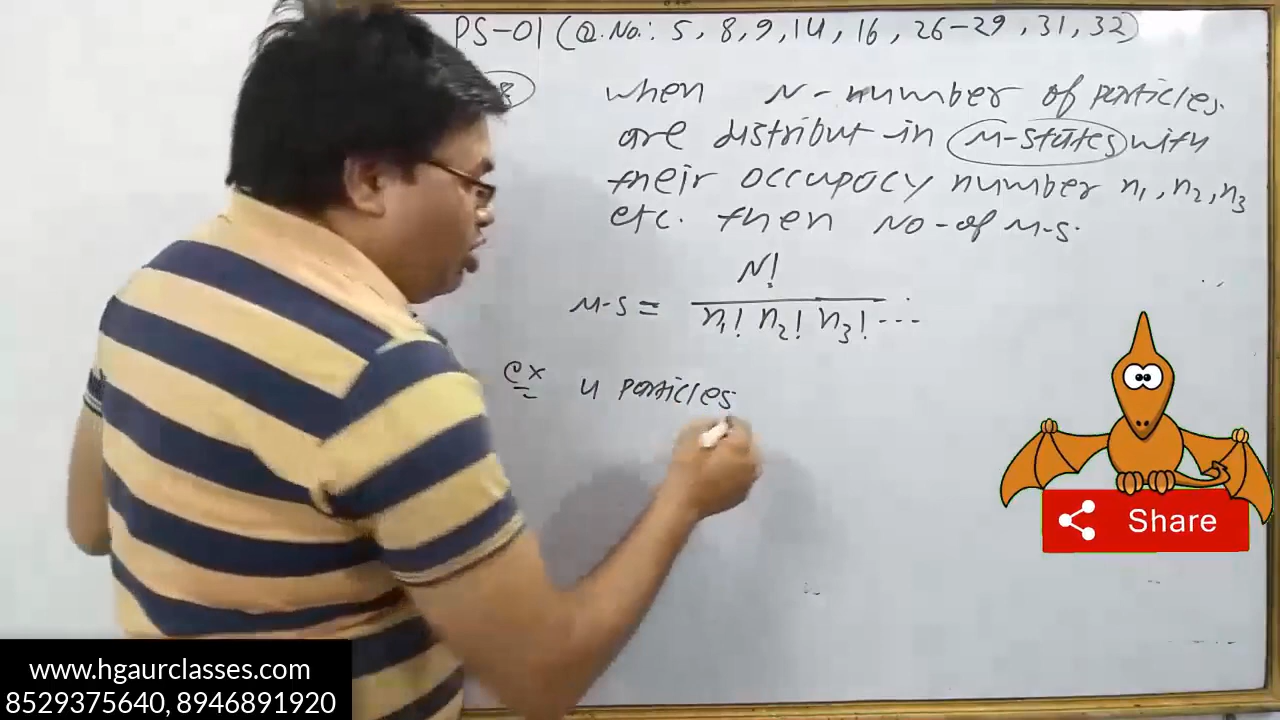 PS-01 (Q.No.: 5, 8, 9, 14, 16, 26-29, 31, 32)
8
when N-number of particles
are distribut in M-states with
their occupacy number n1, n2, n3
etc. then No-of M-s.
N!
M-s = n1! n2! n3! ---
ex 4 particles
Share
www.hgaurclasses.com
8529375640, 8946891920